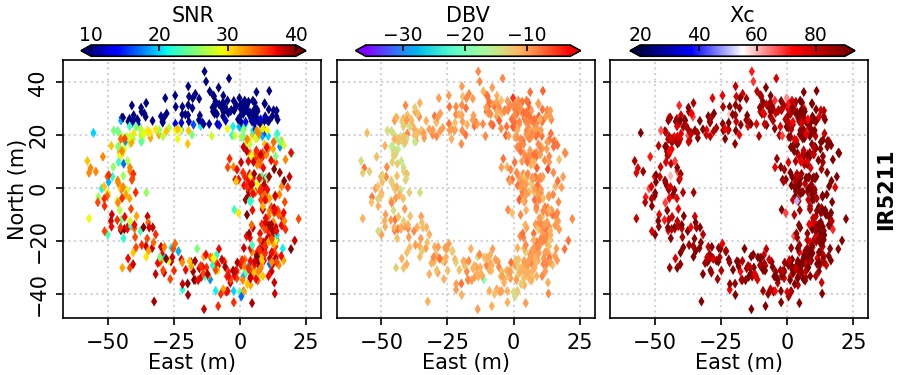 SNR DBV Xc
10 20 30 40 −30 −20 −10 20 40 60 80
40
20
0
−20
−40
North (m)
IR5211
−50 −25 0 25 −50 −25 0 25 −50 −25 0 25
East (m) East (m) East (m)